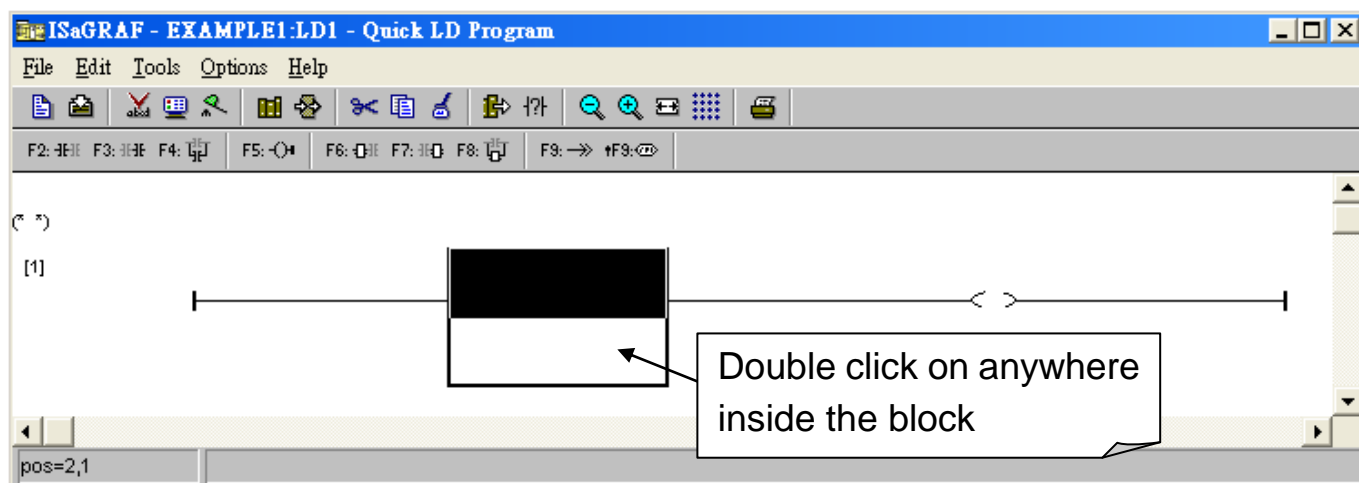 ISaGRAF - EXAMPLE1:LD1 - Quick LD Program
File Edit Tools Options Help
F2: F3: F4: F5: F6: F7: F8: F9: F9:
(* *)
[1]
Double click on anywhere
inside the block
pos=2,1